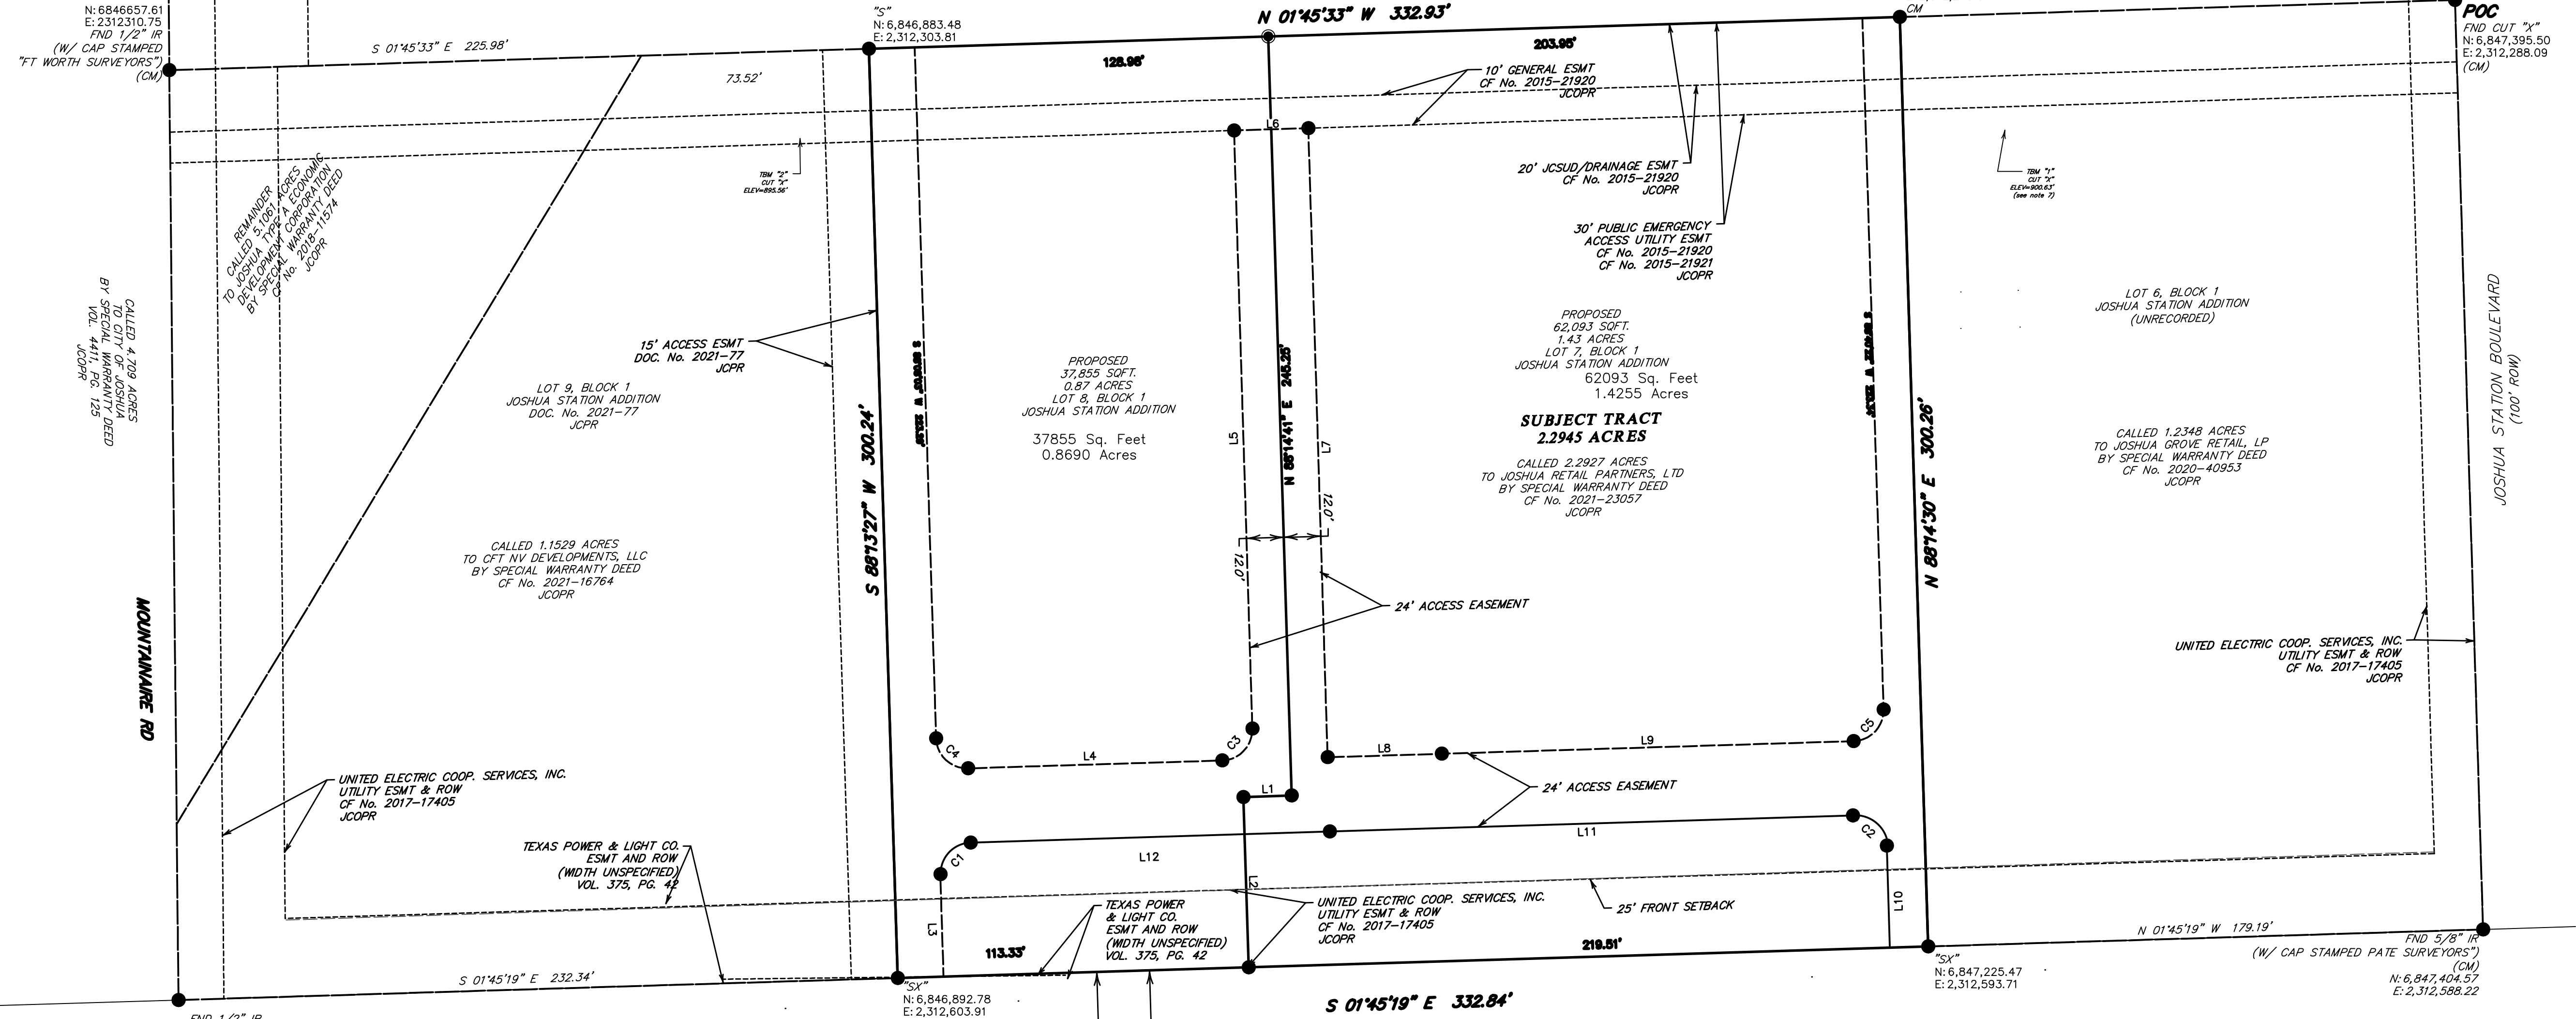 N: 6846657.61
E: 2312310.75
FND 1/2" IR
(W/ CAP STAMPED
"FT WORTH SURVEYORS")
(CM)
S 01°45'33" E 225.98'
73.52'
"S"
N: 6,846,883.48
E: 2,312,303.81
N 01°45'33" W 332.93'
128.98'
203.95'
CM
POC
FND CUT "X"
N: 6,847,395.50
E: 2,312,288.09
(CM)
10' GENERAL ESMT
CF No. 2015-21920
JCOPR
L6
20' JCSUD/DRAINAGE ESMT
CF No. 2015-21920
JCOPR
30' PUBLIC EMERGENCY
ACCESS UTILITY ESMT
CF No. 2015-21920
CF No. 2015-21921
JCOPR
TBM "2"
CUT "X"
ELEV=895.56'
TBM "1"
CUT "X"
ELEV=900.63'
(see note 7)
REMAINDER
CALLED 5.1061 ACRES
TO JOSHUA TYPE A ECONOMIC
DEVELOPMENT CORPORATION
BY SPECIAL WARRANTY DEED
CF No. 2018-11574
JCOPR
CALLED 4.709 ACRES
TO CITY OF JOSHUA
BY SPECIAL WARRANTY DEED
VOL. 4411, PG. 125
JCOPR
MOUNTAINAIRE RD
15' ACCESS ESMT
DOC. No. 2021-77
JCPR
LOT 9, BLOCK 1
JOSHUA STATION ADDITION
DOC. No. 2021-77
JCPR
CALLED 1.1529 ACRES
TO CFT NV DEVELOPMENTS, LLC
BY SPECIAL WARRANTY DEED
CF No. 2021-16764
JCOPR
S 88°13'27" W 300.24'
PROPOSED
37,855 SQFT.
0.87 ACRES
LOT 8, BLOCK 1
JOSHUA STATION ADDITION
37855 Sq. Feet
0.8690 Acres
L5
N 88°14'41" E 245.25'
L7
12.0'
12.0'
PROPOSED
62,093 SQFT.
1.43 ACRES
LOT 7, BLOCK 1
JOSHUA STATION ADDITION
62093 Sq. Feet
1.4255 Acres
SUBJECT TRACT
2.2945 ACRES
CALLED 2.2927 ACRES
TO JOSHUA RETAIL PARTNERS, LTD
BY SPECIAL WARRANTY DEED
CF No. 2021-23057
JCOPR
N 88°14'30" E 300.26'
LOT 6, BLOCK 1
JOSHUA STATION ADDITION
(UNRECORDED)
CALLED 1.2348 ACRES
TO JOSHUA GROVE RETAIL, LP
BY SPECIAL WARRANTY DEED
CF No. 2020-40953
JCOPR
JOSHUA STATION BOULEVARD
(100' ROW)
24' ACCESS EASEMENT
UNITED ELECTRIC COOP. SERVICES, INC.
UTILITY ESMT & ROW
CF No. 2017-17405
JCOPR
C4
L4
C3
L8
L9
C5
L1
24' ACCESS EASEMENT
UNITED ELECTRIC COOP. SERVICES, INC.
UTILITY ESMT & ROW
CF No. 2017-17405
JCOPR
C1
L12
L11
C2
TEXAS POWER & LIGHT CO.
ESMT AND ROW
(WIDTH UNSPECIFIED)
VOL. 375, PG. 42
L2
L3
L10
TEXAS POWER
& LIGHT CO.
ESMT AND ROW
(WIDTH UNSPECIFIED)
VOL. 375, PG. 42
UNITED ELECTRIC COOP. SERVICES, INC.
UTILITY ESMT & ROW
CF No. 2017-17405
JCOPR
25' FRONT SETBACK
113.33'
219.51'
S 01°45'19" E 232.34'
"SX"
N: 6,846,892.78
E: 2,312,603.91
S 01°45'19" E 332.84'
"SX"
N: 6,847,225.47
E: 2,312,593.71
N 01°45'19" W 179.19'
FND 5/8" IR
(W/ CAP STAMPED PATE SURVEYORS")
(CM)
N: 6,847,404.57
E: 2,312,588.22
FND 1/2" IR